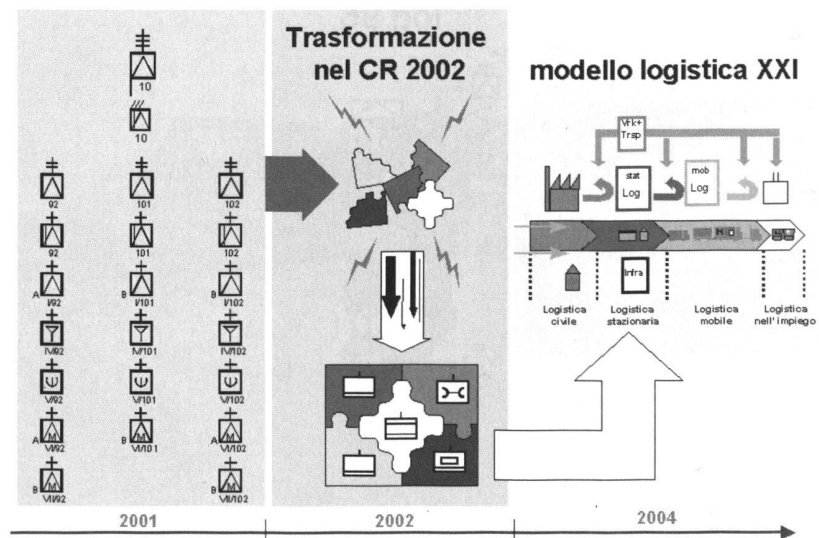 Trasformazione
nel CR 2002
modello logistica XXI
10
10
92
101
102
92
101
102
A
I/92
B
I/101
B
I/102
IV/92
IV/101
IV/102
V/92
V/101
V/102
A
M
VI/92
B
M
VI/101
A
M
VI/102
B
M
VII/92
B
M
VII/102
Vrk+
Trsp
stat
Log
mob
Log
Infra
Logistica
civile
Logistica
stazionaria
Logistica
mobile
Logistica
nell'impiego
2001
2002
2004